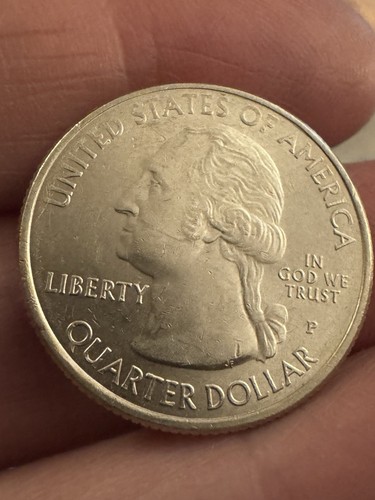 UNITED STATES OF AMERICA
LIBERTY
IN
GOD WE
TRUST
P
QUARTER DOLLAR